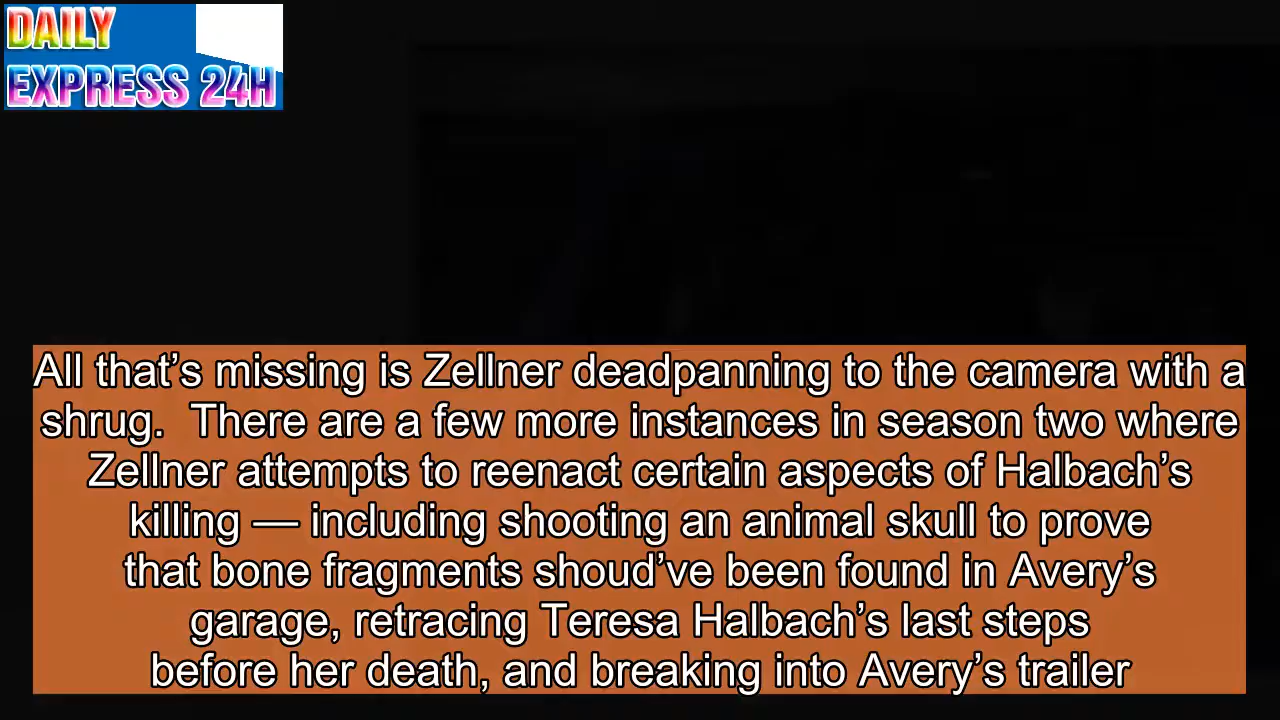 DAILY
EXPRESS 24H
All that’s missing is Zellner deadpanning to the camera with a
shrug.  There are a few more instances in season two where
Zellner attempts to reenact certain aspects of Halbach’s
killing — including shooting an animal skull to prove
that bone fragments shoud’ve been found in Avery’s
garage, retracing Teresa Halbach’s last steps
before her death, and breaking into Avery’s trailer